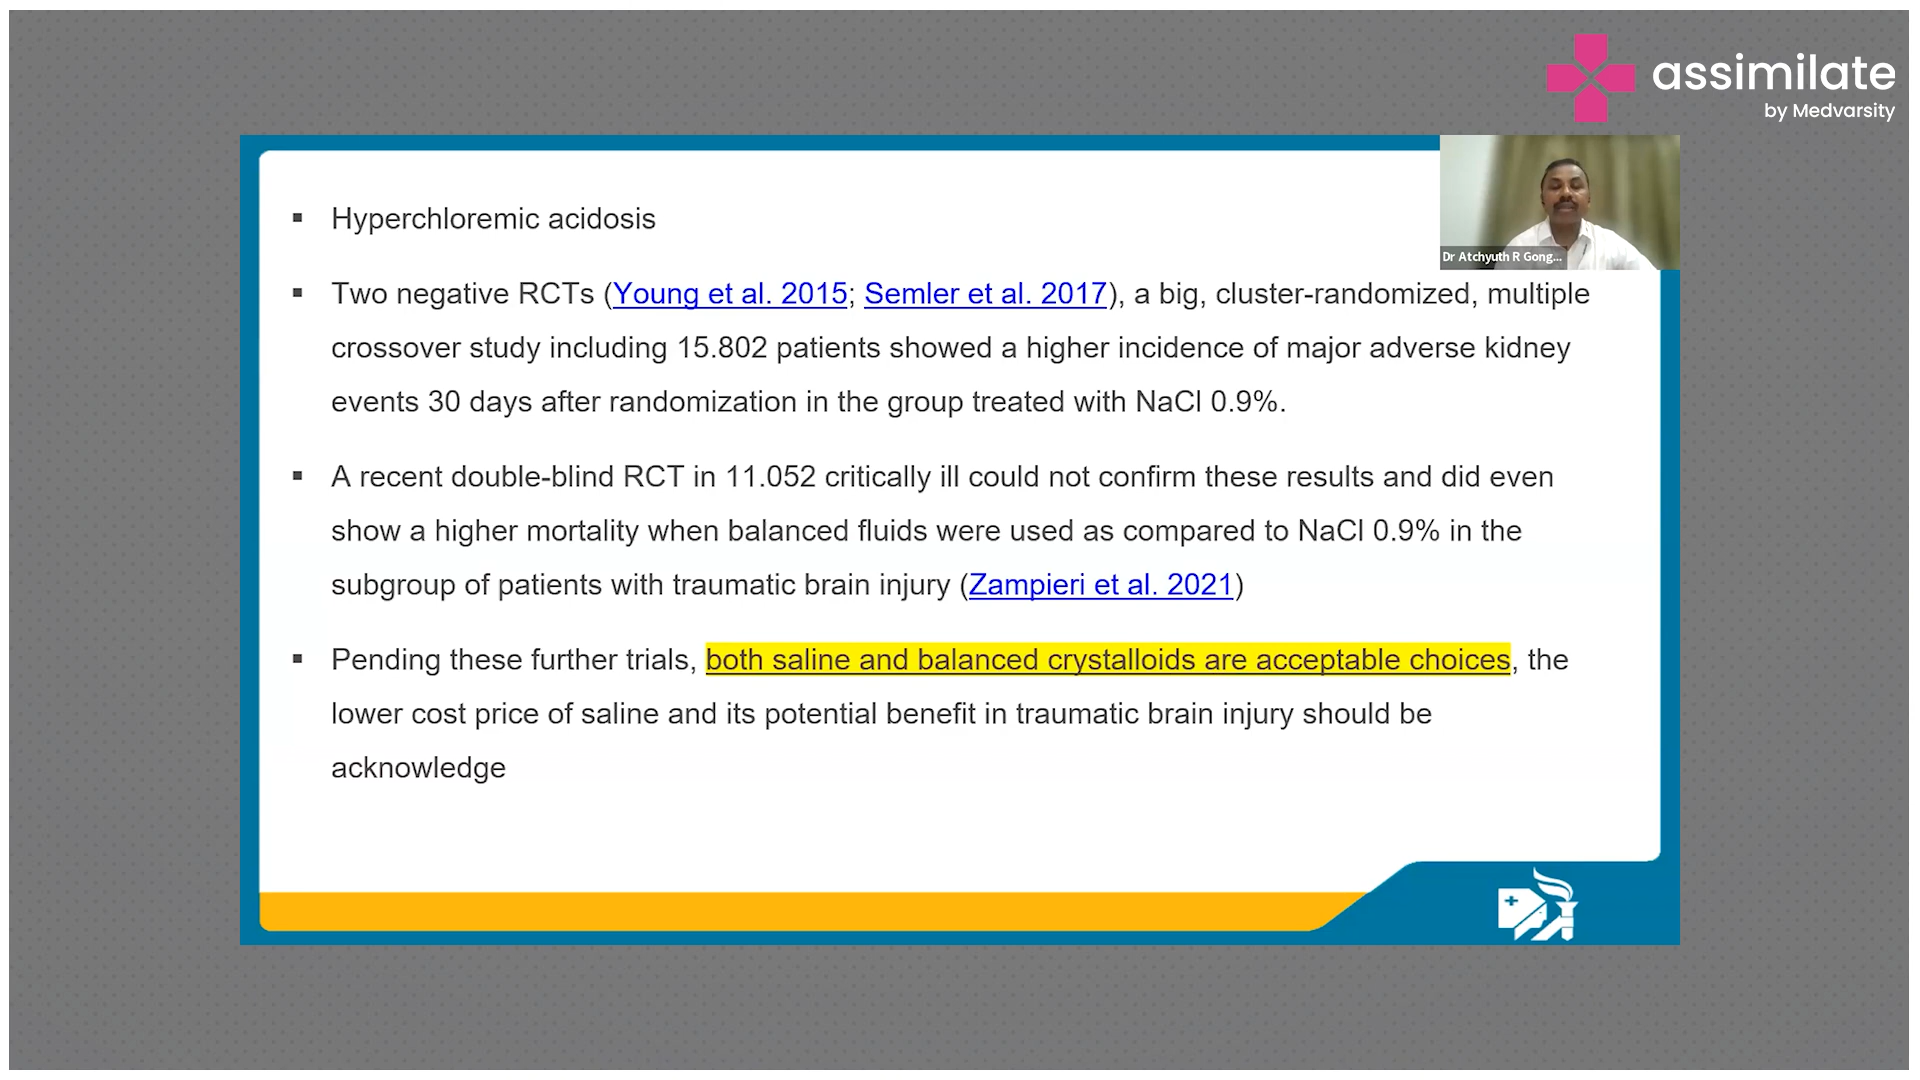 assimilate
by Medvarsity
Dr Atchyuth R Gong...
Hyperchloremic acidosis
Two negative RCTs (Young et al. 2015; Semler et al. 2017), a big, cluster-randomized, multiple
crossover study including 15.802 patients showed a higher incidence of major adverse kidney
events 30 days after randomization in the group treated with NaCl 0.9%.
A recent double-blind RCT in 11.052 critically ill could not confirm these results and did even
show a higher mortality when balanced fluids were used as compared to NaCl 0.9% in the
subgroup of patients with traumatic brain injury (Zampieri et al. 2021)
Pending these further trials, both saline and balanced crystalloids are acceptable choices, the
lower cost price of saline and its potential benefit in traumatic brain injury should be
acknowledge